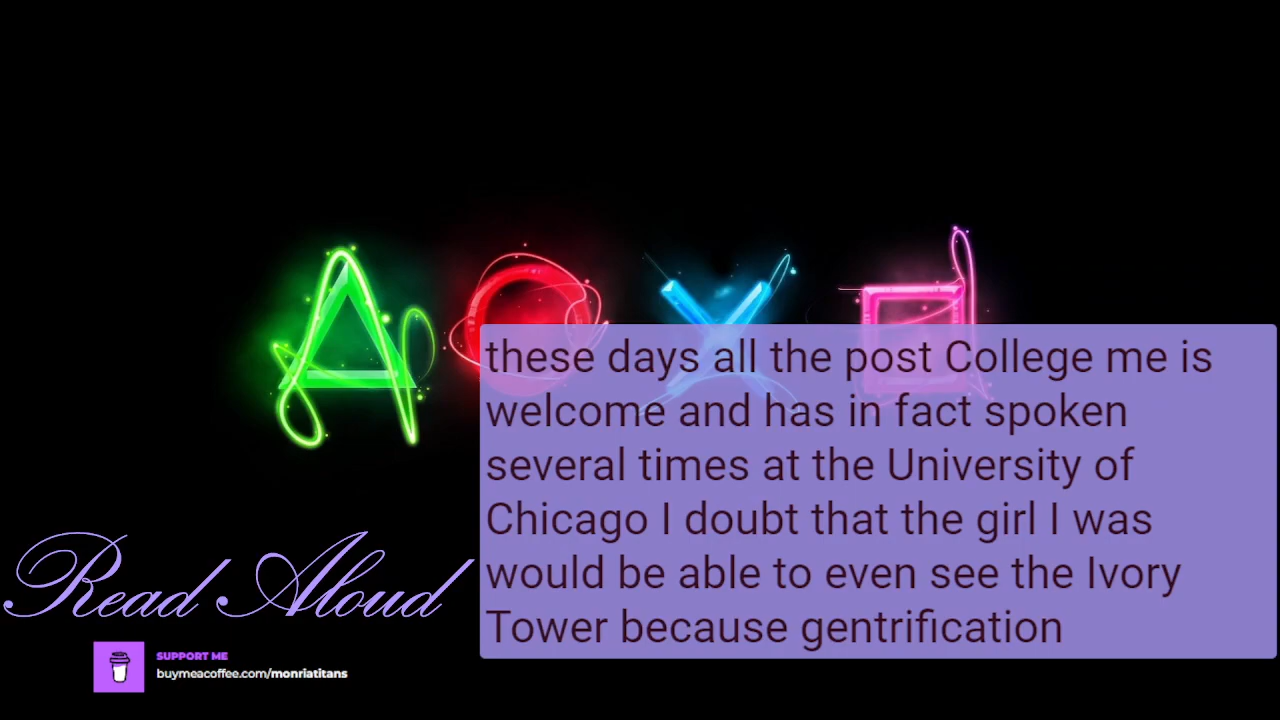 these days all the post College me is
welcome and has in fact spoken
several times at the University of
Chicago I doubt that the girl I was
would be able to even see the Ivory
Tower because gentrification
Read Aloud
SUPPORT ME
buymeacoffee.com/monriatitans